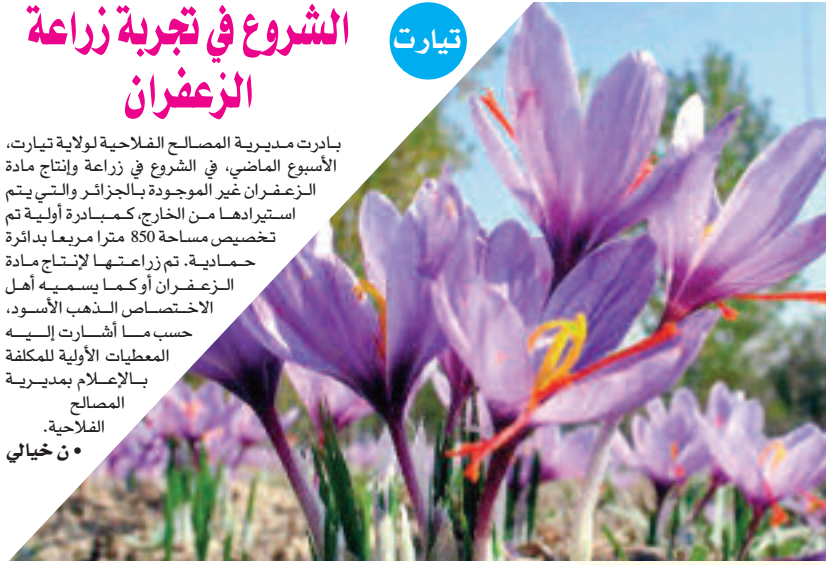 تيارت
الشروع في تجربة زراعة
الزعفران
بادرت مديرية المصالح الفلاحية لولاية تيارت،
الأسبوع الماضي، في الشروع في زراعة وإنتاج مادة
الزعفران غير الموجودة بالجزائر والتي يتم
استيرادها من الخارج، كمبادرة أولية تم
تخصيص مساحة 850 مترا مربعا بدائرة
حمادية. تم زراعتها لإنتاج مادة
الزعفران أو كما يسميه أهل
الاختصاص الذهب الأسود،
حسب ما أشارت إليه
المعطيات الأولية للمكلفة
بالإعلام بمديرية
المصالح
الفلاحية.
• ن خيالي